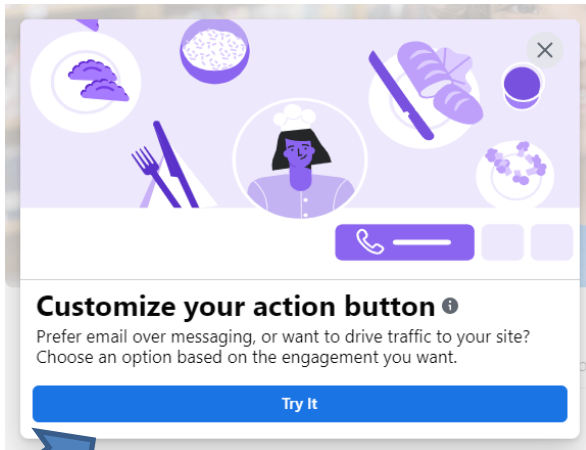 Customize your action button
Prefer email over messaging, or want to drive traffic to your site?
Choose an option based on the engagement you want.
Try It